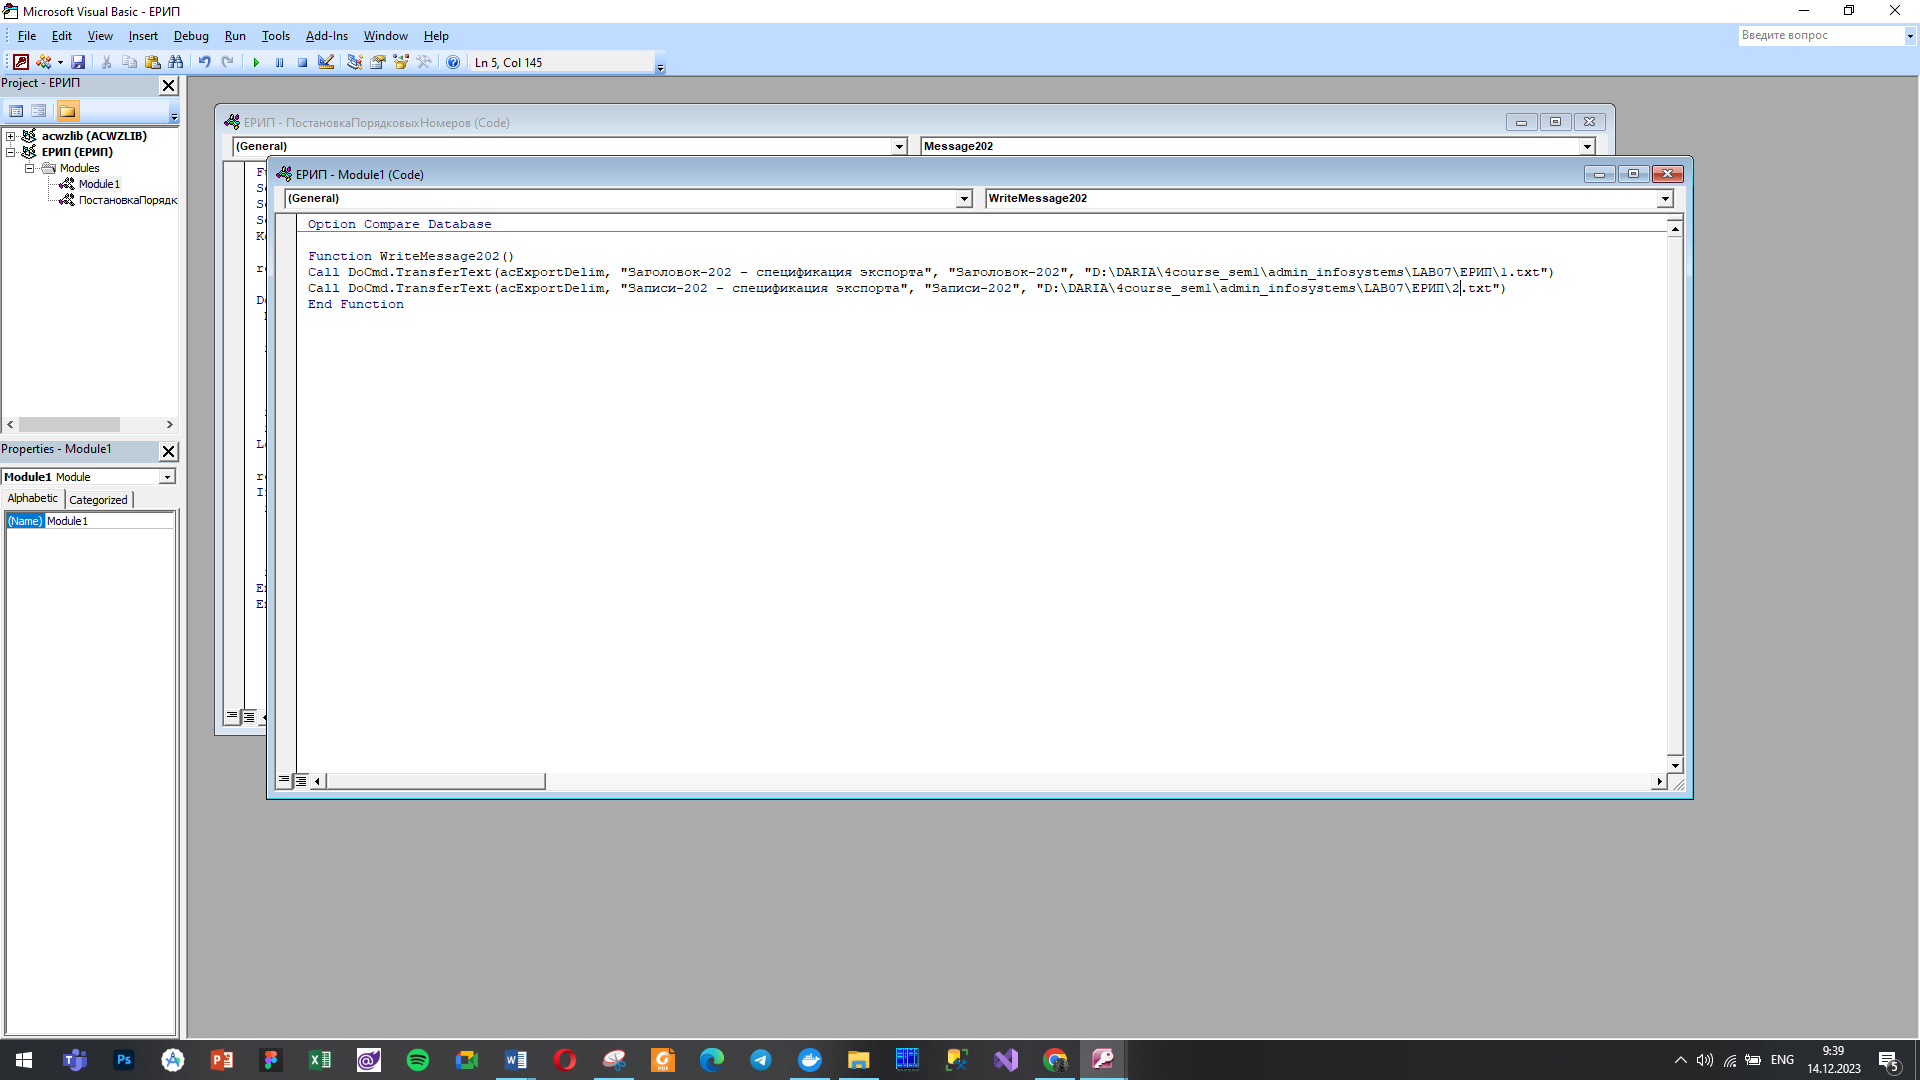 Microsoft Visual Basic - ЕРИП
File Edit View Insert Debug Run Tools Add-Ins Window Help
Введите вопрос
Ln 5, Col 145
Project - ЕРИП
acwzlib (ACWZLIB)
ЕРИП (ЕРИП)
Modules
Module1
ПостановкаПорядк
Properties - Module1
Module1 Module
Alphabetic Categorized
(Name) Module1
ЕРИП - ПостановкаПорядковыхНомеров (Code)
(General) Message202
ЕРИП - Module1 (Code)
(General) WriteMessage202
Option Compare Database
Function WriteMessage202()
Call DoCmd.TransferText(acExportDelim, "Заголовок-202 - спецификация экспорта", "Заголовок-202", "D:\DARIA\4course_sem1\admin_infosystems\LAB07\ЕРИП\1.txt")
Call DoCmd.TransferText(acExportDelim, "Записи-202 - спецификация экспорта", "Записи-202", "D:\DARIA\4course_sem1\admin_infosystems\LAB07\ЕРИП\2.txt")
End Function
ENG
9:39
14.12.2023
5